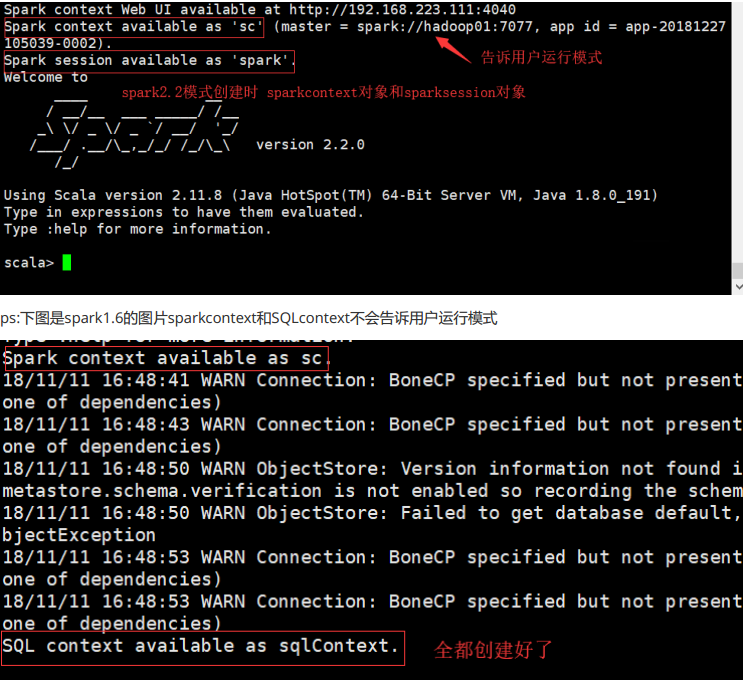 Spark context Web UI available at http://192.168.223.111:4040
Spark context available as 'sc' (master = spark://hadoop01:7077, app id = app-20181227
105039-0002).
告诉用户运行模式
Spark session available as 'spark'.
Welcome to
spark2.2模式创建时 sparkcontext对象和sparksession对象
version 2.2.0
Using Scala version 2.11.8 (Java HotSpot(TM) 64-Bit Server VM, Java 1.8.0_191)
Type in expressions to have them evaluated.
Type :help for more information.
scala>
ps:下图是spark1.6的图片sparkcontext和SQLcontext不会告诉用户运行模式
Type :help for more information.
Spark context available as sc.
18/11/11 16:48:41 WARN Connection: BoneCP specified but not present
one of dependencies)
18/11/11 16:48:43 WARN Connection: BoneCP specified but not present
one of dependencies)
18/11/11 16:48:50 WARN ObjectStore: Version information not found i
metastore.schema.verification is not enabled so recording the schem
18/11/11 16:48:50 WARN ObjectStore: Failed to get database default,
bjectException
18/11/11 16:48:53 WARN Connection: BoneCP specified but not present
one of dependencies)
18/11/11 16:48:53 WARN Connection: BoneCP specified but not present
one of dependencies)
SQL context available as sqlContext.
全都创建好了